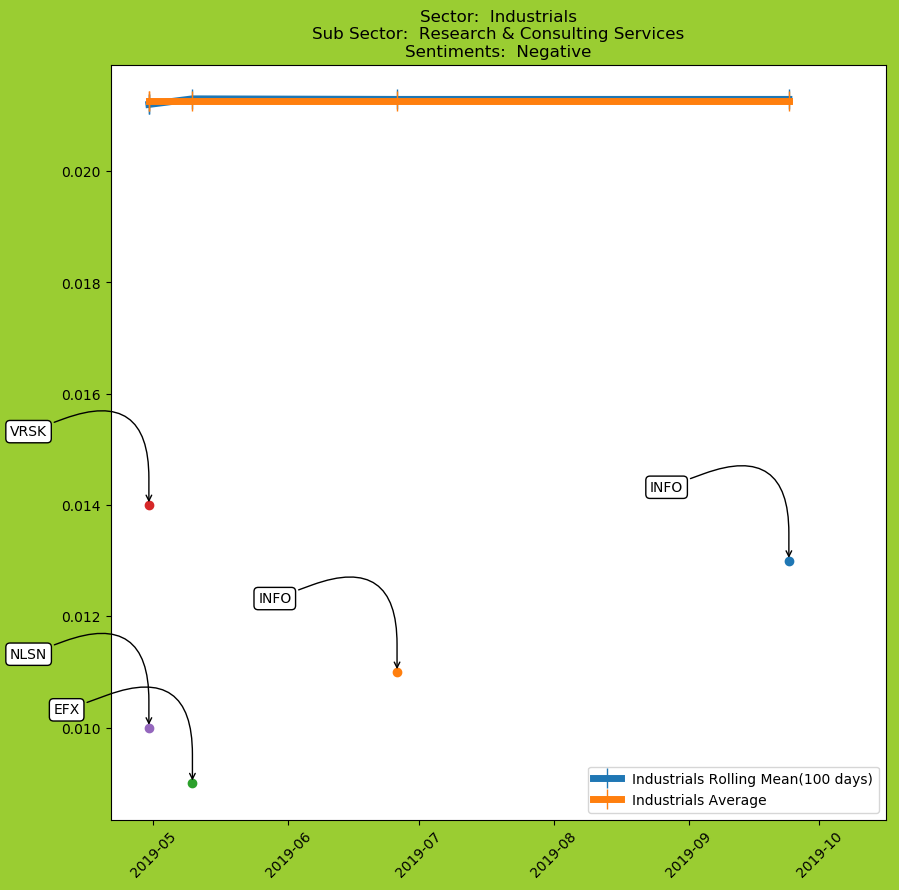 Sector:  Industrials
Sub Sector:  Research & Consulting Services
Sentiments:  Negative
0.020
0.018
0.016
VRSK
0.014
INFO
0.012
INFO
NLSN
EFX
0.010
Industrials Rolling Mean(100 days)
Industrials Average
2019-05
2019-06
2019-07
2019-08
2019-09
2019-10